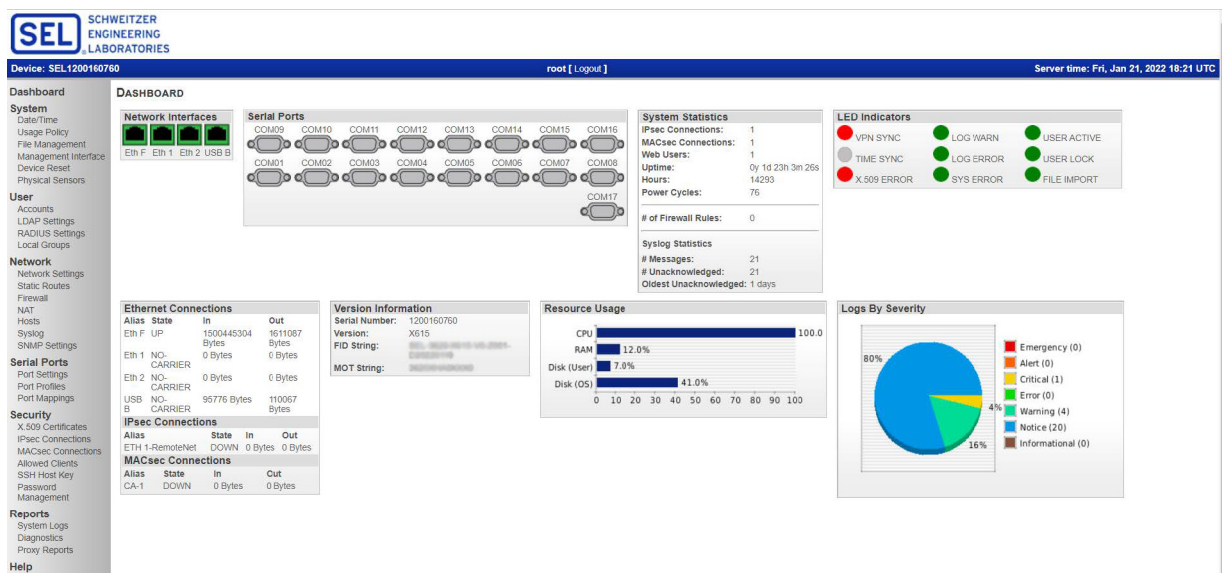 SEL
SCHWEITZER
ENGINEERING
LABORATORIES
Device: SEL1200160760
root [ Logout ]
Server time: Fri, Jan 21, 2022 18:21 UTC
Dashboard
System
Date/Time
Usage Policy
File Management
Management Interface
Device Reset
Physical Sensors
User
Accounts
LDAP Settings
RADIUS Settings
Local Groups
Network
Network Settings
Static Routes
Firewall
NAT
Hosts
Syslog
SNMP Settings
Serial Ports
Port Settings
Port Profiles
Port Mappings
Security
X.509 Certificates
IPsec Connections
MACsec Connections
Allowed Clients
SSH Host Key
Password
Management
Reports
System Logs
Diagnostics
Proxy Reports
Help
DASHBOARD
Network Interfaces
Eth F Eth 1 Eth 2 USB B
Serial Ports
COM09 COM10 COM11 COM12 COM13 COM14 COM15 COM16
COM01 COM02 COM03 COM04 COM05 COM06 COM07 COM08
COM17
System Statistics
IPsec Connections: 1
MACsec Connections: 1
Web Users: 1
Uptime: 0y 1d 23h 3m 26s
Hours: 14293
Power Cycles: 76
# of Firewall Rules: 0
Syslog Statistics
# Messages: 21
# Unacknowledged: 21
Oldest Unacknowledged: 1 days
LED Indicators
VPN SYNC LOG WARN USER ACTIVE
TIME SYNC LOG ERROR USER LOCK
X.509 ERROR SYS ERROR FILE IMPORT
Ethernet Connections
Alias State In Out
Eth F UP 1500445304 1611087
Bytes Bytes
Eth 1 NO- 0 Bytes 0 Bytes
CARRIER
Eth 2 NO- 0 Bytes 0 Bytes
CARRIER
USB NO- 95776 Bytes 110067
B CARRIER Bytes
IPsec Connections
Alias State In Out
ETH 1-RemoteNet DOWN 0 Bytes 0 Bytes
MACsec Connections
Alias State In Out
CA-1 DOWN 0 Bytes 0 Bytes
Version Information
Serial Number: 1200160760
Version: X615
FID String:
MOT String:
Resource Usage
CPU 100.0
RAM 12.0%
Disk (User) 7.0%
Disk (OS) 41.0%
0 10 20 30 40 50 60 70 80 90 100
Logs By Severity
80%
4%
16%
Emergency (0)
Alert (0)
Critical (1)
Error (0)
Warning (4)
Notice (20)
Informational (0)